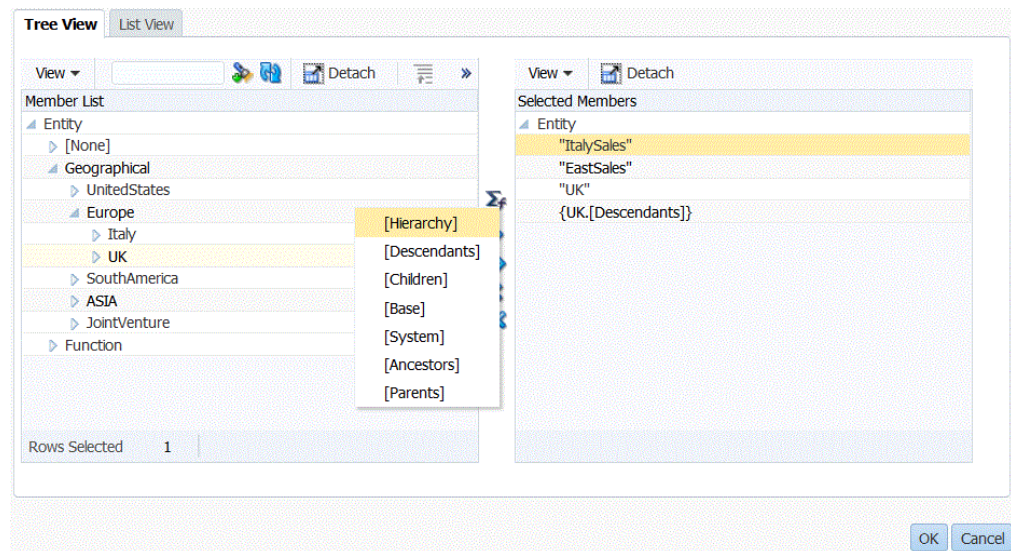 Tree View List View
View Detach
Member List
Entity
[None]
Geographical
UnitedStates
Europe
Italy
UK
SouthAmerica
ASIA
JointVenture
Function
Rows Selected 1
[Hierarchy]
[Descendants]
[Children]
[Base]
[System]
[Ancestors]
[Parents]
View Detach
Selected Members
Entity
"ItalySales"
"EastSales"
"UK"
{UK.[Descendants]}
OK Cancel